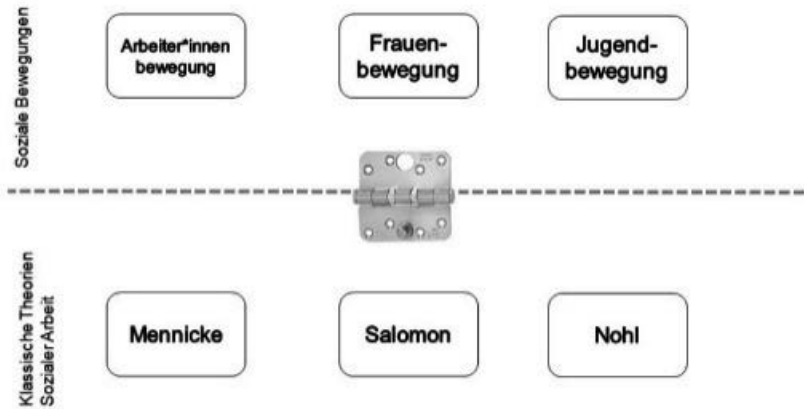 Soziale Bewegungen
Arbeiter*innen
bewegung
Frauen-
bewegung
Jugend-
bewegung
Klassische Theorien
Sozialer Arbeit
Mennicke
Salomon
Nohl